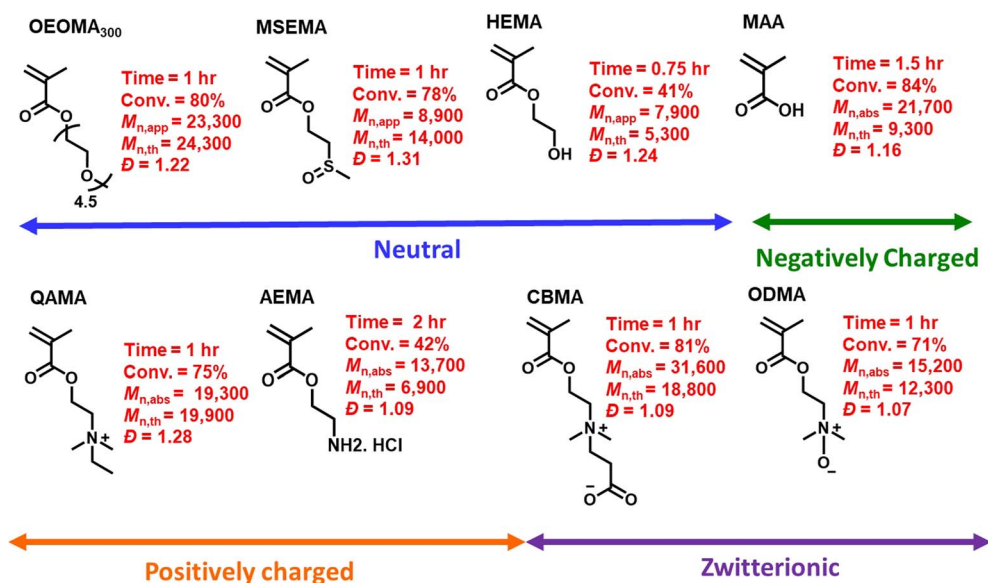 OEOMA300
O
O
O
4.5
Time = 1 hr
Conv. = 80%
Mn,app = 23,300
Mn,th = 24,300
Đ = 1.22
MSEMA
O
O
S
O
Time = 1 hr
Conv. = 78%
Mn,app = 8,900
Mn,th = 14,000
Đ = 1.31
HEMA
O
O
OH
Time = 0.75 hr
Conv. = 41%
Mn,app = 7,900
Mn,th = 5,300
Đ = 1.24
MAA
O
OH
Time = 1.5 hr
Conv. = 84%
Mn,abs = 21,700
Mn,th = 9,300
Đ = 1.16
Neutral
Negatively Charged
QAMA
O
O
N+
Time = 1 hr
Conv. = 75%
Mn,abs = 19,300
Mn,th = 19,900
Đ = 1.28
AEMA
O
O
NH2. HCl
Time = 2 hr
Conv. = 42%
Mn,abs = 13,700
Mn,th = 6,900
Đ = 1.09
CBMA
O
O
N+
−O
O
Time = 1 hr
Conv. = 81%
Mn,abs = 31,600
Mn,th = 18,800
Đ = 1.09
ODMA
O
O
N+
O−
Time = 1 hr
Conv. = 71%
Mn,abs = 15,200
Mn,th = 12,300
Đ = 1.07
Positively charged
Zwitterionic